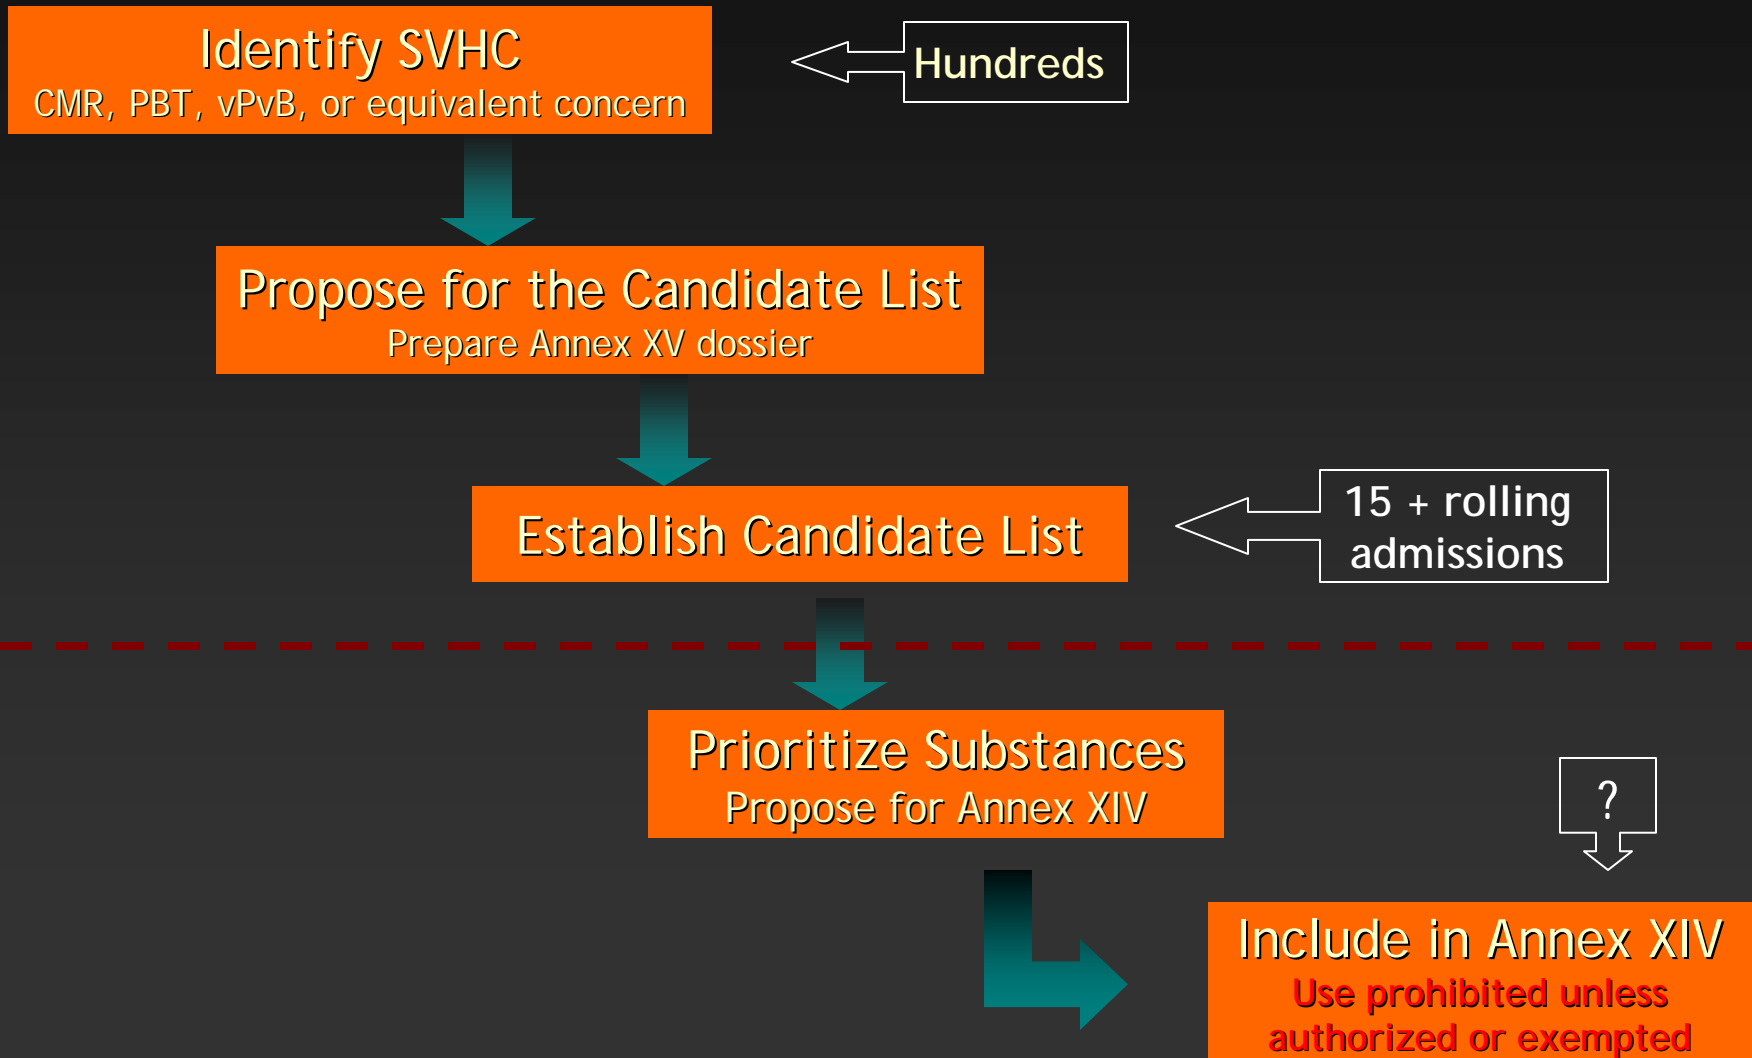 Identify SVHC
CMR, PBT, vPvB, or equivalent concern
Hundreds
Propose for the Candidate List
Prepare Annex XV dossier
Establish Candidate List
15 + rolling
admissions
Prioritize Substances
Propose for Annex XIV
?
Include in Annex XIV
Use prohibited unless
authorized or exempted